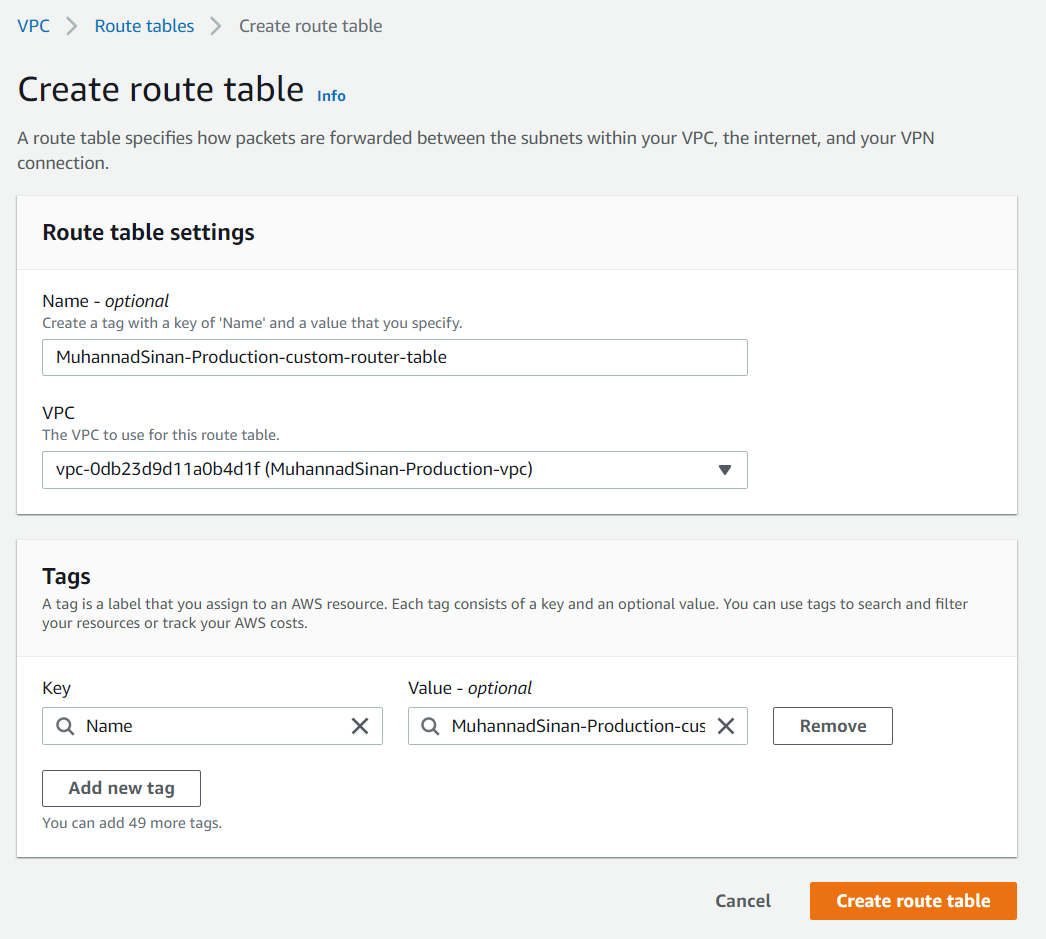 VPC > Route tables > Create route table
Create route table Info
A route table specifies how packets are forwarded between the subnets within your VPC, the internet, and your VPN
connection.
Route table settings
Name - optional
Create a tag with a key of 'Name' and a value that you specify.
MuhannadSinan-Production-custom-router-table
VPC
The VPC to use for this route table.
vpc-0db23d9d11a0b4d1f (MuhannadSinan-Production-vpc)
Tags
A tag is a label that you assign to an AWS resource. Each tag consists of a key and an optional value. You can use tags to search and filter
your resources or track your AWS costs.
Key Value - optional
Name MuhannadSinan-Production-cus Remove
Add new tag
You can add 49 more tags.
Cancel Create route table